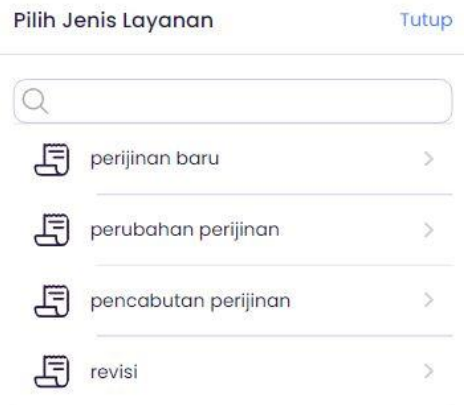 Pilih Jenis Layanan Tutup
perijinan baru
perubahan perijinan
pencabutan perijinan
revisi